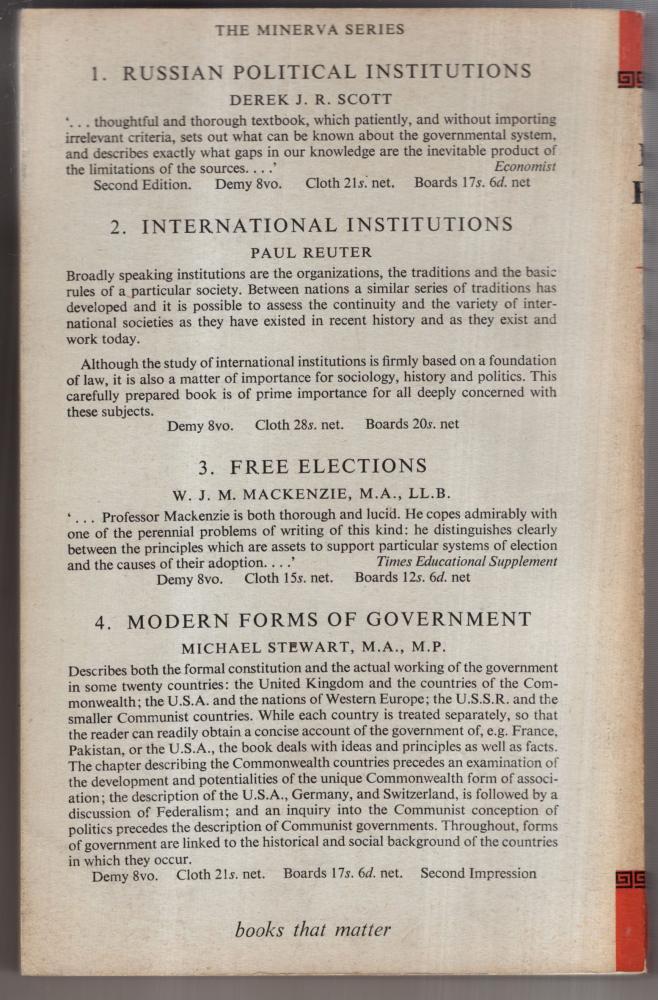 THE MINERVA SERIES
1. RUSSIAN POLITICAL INSTITUTIONS
DEREK J. R. SCOTT
‘. . . thoughtful and thorough textbook, which patiently, and without importing
irrelevant criteria, sets out what can be known about the governmental system,
and describes exactly what gaps in our knowledge are the inevitable product of
the limitations of the sources. . . .’ Economist
Second Edition. Demy 8vo. Cloth 21s. net. Boards 17s. 6d. net
2. INTERNATIONAL INSTITUTIONS
PAUL REUTER
Broadly speaking institutions are the organizations, the traditions and the basic
rules of a particular society. Between nations a similar series of traditions has
developed and it is possible to assess the continuity and the variety of inter-
national societies as they have existed in recent history and as they exist and
work today.
Although the study of international institutions is firmly based on a foundation
of law, it is also a matter of importance for sociology, history and politics. This
carefully prepared book is of prime importance for all deeply concerned with
these subjects.
Demy 8vo. Cloth 28s. net. Boards 20s. net
3. FREE ELECTIONS
W. J. M. MACKENZIE, M.A., LL.B.
‘. . . Professor Mackenzie is both thorough and lucid. He copes admirably with
one of the perennial problems of writing of this kind: he distinguishes clearly
between the principles which are assets to support particular systems of election
and the causes of their adoption. . . .’ Times Educational Supplement
Demy 8vo. Cloth 15s. net. Boards 12s. 6d. net
4. MODERN FORMS OF GOVERNMENT
MICHAEL STEWART, M.A., M.P.
Describes both the formal constitution and the actual working of the government
in some twenty countries: the United Kingdom and the countries of the Com-
monwealth; the U.S.A. and the nations of Western Europe; the U.S.S.R. and the
smaller Communist countries. While each country is treated separately, so that
the reader can readily obtain a concise account of the government of, e.g. France,
Pakistan, or the U.S.A., the book deals with ideas and principles as well as facts.
The chapter describing the Commonwealth countries precedes an examination of
the development and potentialities of the unique Commonwealth form of associ-
ation; the description of the U.S.A., Germany, and Switzerland, is followed by a
discussion of Federalism; and an inquiry into the Communist conception of
politics precedes the description of Communist governments. Throughout, forms
of government are linked to the historical and social background of the countries
in which they occur.
Demy 8vo. Cloth 21s. net. Boards 17s. 6d. net. Second Impression
books that matter